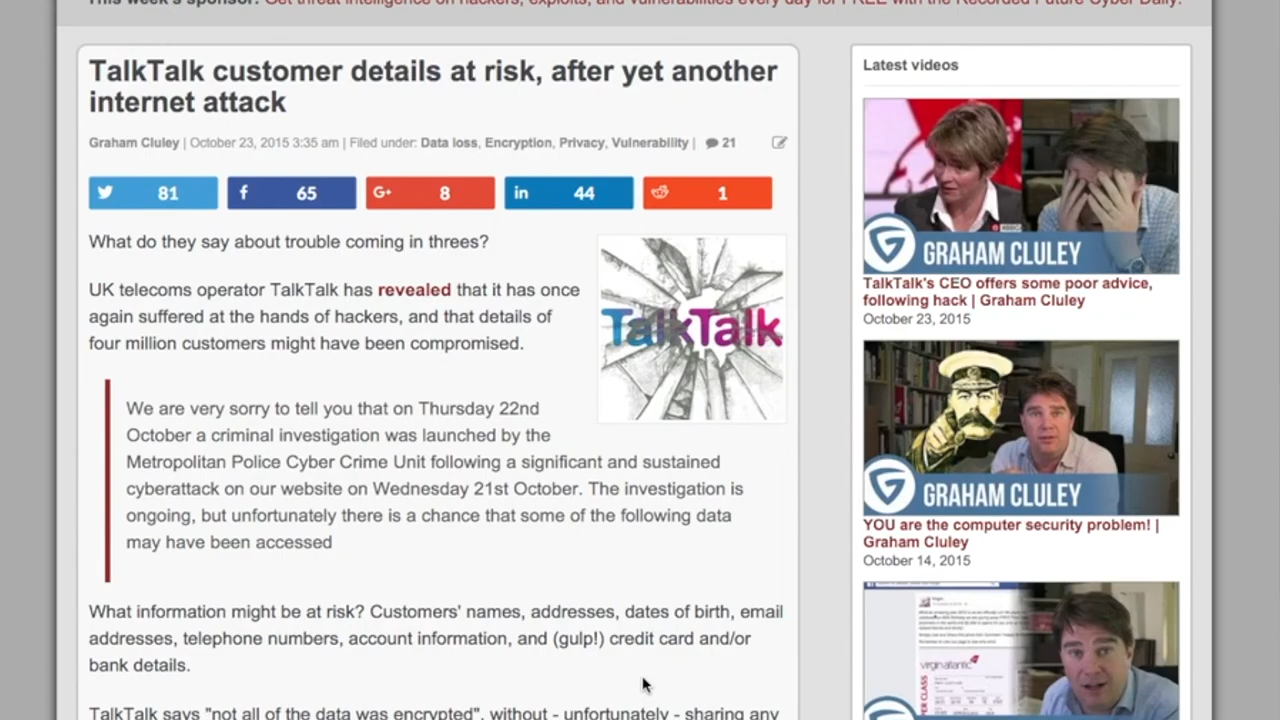 This week's sponsor: Get threat intelligence on hackers, exploits, and vulnerabilities every day for FREE with the Recorded Future Cyber Daily.
TalkTalk customer details at risk, after yet another
internet attack
Graham Cluley | October 23, 2015 3:35 am | Filed under: Data loss, Encryption, Privacy, Vulnerability | 21
81
65
G+ 8
in 44
1
What do they say about trouble coming in threes?
UK telecoms operator TalkTalk has revealed that it has once
again suffered at the hands of hackers, and that details of
four million customers might have been compromised.
TalkTalk
We are very sorry to tell you that on Thursday 22nd
October a criminal investigation was launched by the
Metropolitan Police Cyber Crime Unit following a significant and sustained
cyberattack on our website on Wednesday 21st October. The investigation is
ongoing, but unfortunately there is a chance that some of the following data
may have been accessed
What information might be at risk? Customers' names, addresses, dates of birth, email
addresses, telephone numbers, account information, and (gulp!) credit card and/or
bank details.
TalkTalk says "not all of the data was encrypted", without - unfortunately - sharing any
Latest videos
GRAHAM CLULEY
TalkTalk's CEO offers some poor advice,
following hack | Graham Cluley
October 23, 2015
GRAHAM CLULEY
YOU are the computer security problem! |
Graham Cluley
October 14, 2015
virgin atlantic